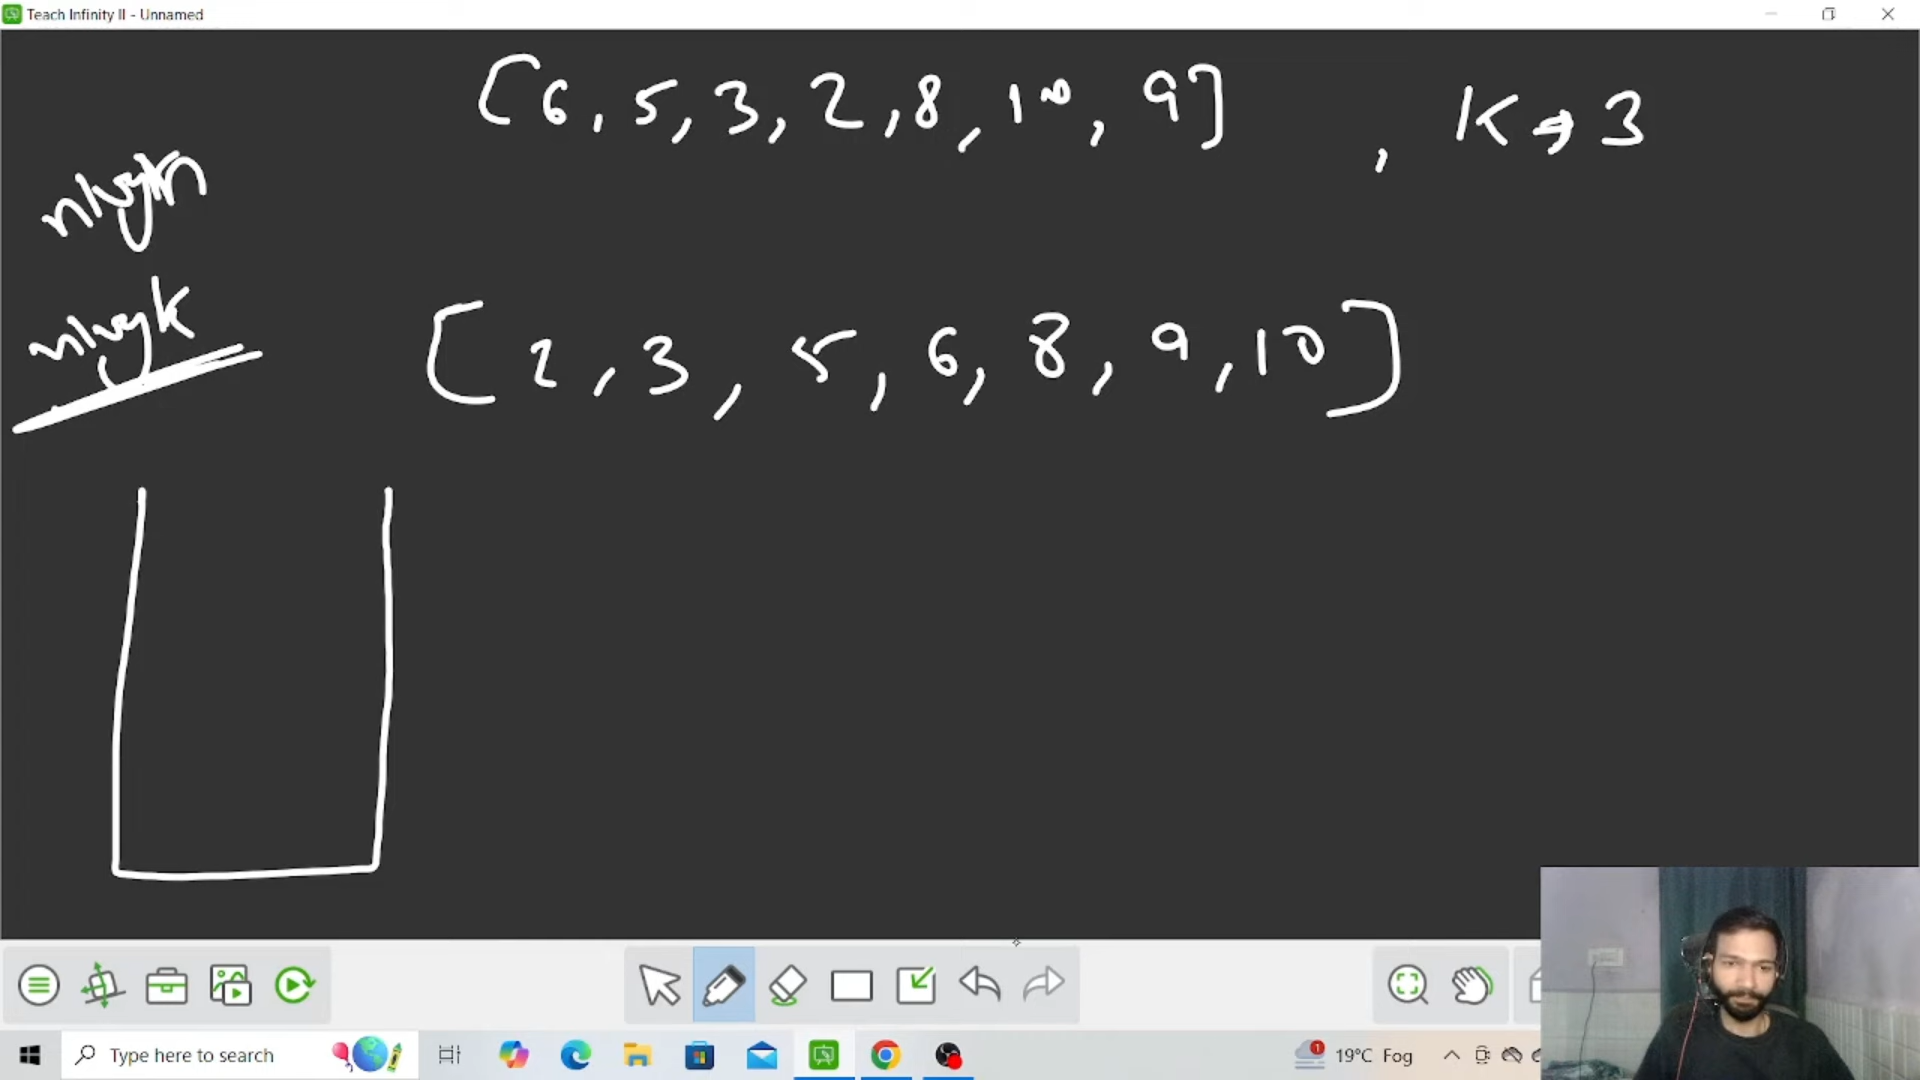 Teach Infinity II - Unnamed
[6, 5, 3, 2, 8, 10, 9] , K → 3
nlogn
nlogk
[2, 3, 5, 6, 8, 9, 10]
Type here to search
1
19°C Fog